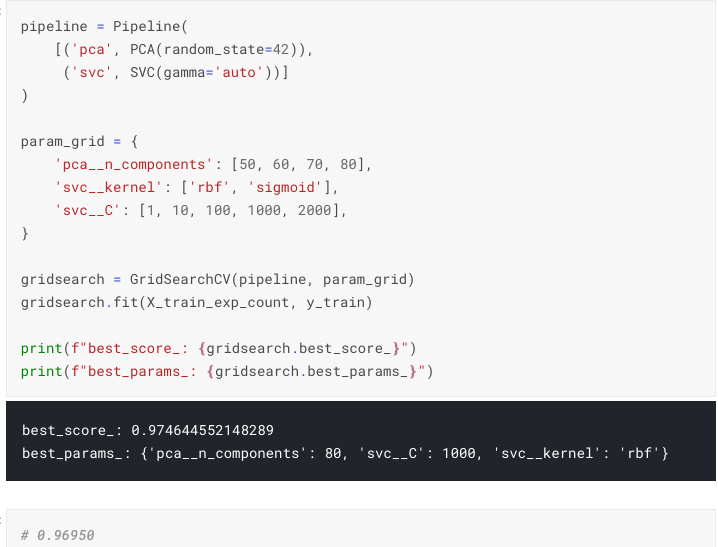 pipeline = Pipeline(
    [('pca', PCA(random_state=42)),
     ('svc', SVC(gamma='auto'))]
)

param_grid = {
    'pca__n_components': [50, 60, 70, 80],
    'svc__kernel': ['rbf', 'sigmoid'],
    'svc__C': [1, 10, 100, 1000, 2000],
}

gridsearch = GridSearchCV(pipeline, param_grid)
gridsearch.fit(X_train_exp_count, y_train)

print(f"best_score_: {gridsearch.best_score_}")
print(f"best_params_: {gridsearch.best_params_}")

best_score_: 0.974644552148289
best_params_: {'pca__n_components': 80, 'svc__C': 1000, 'svc__kernel': 'rbf'}

# 0.96950